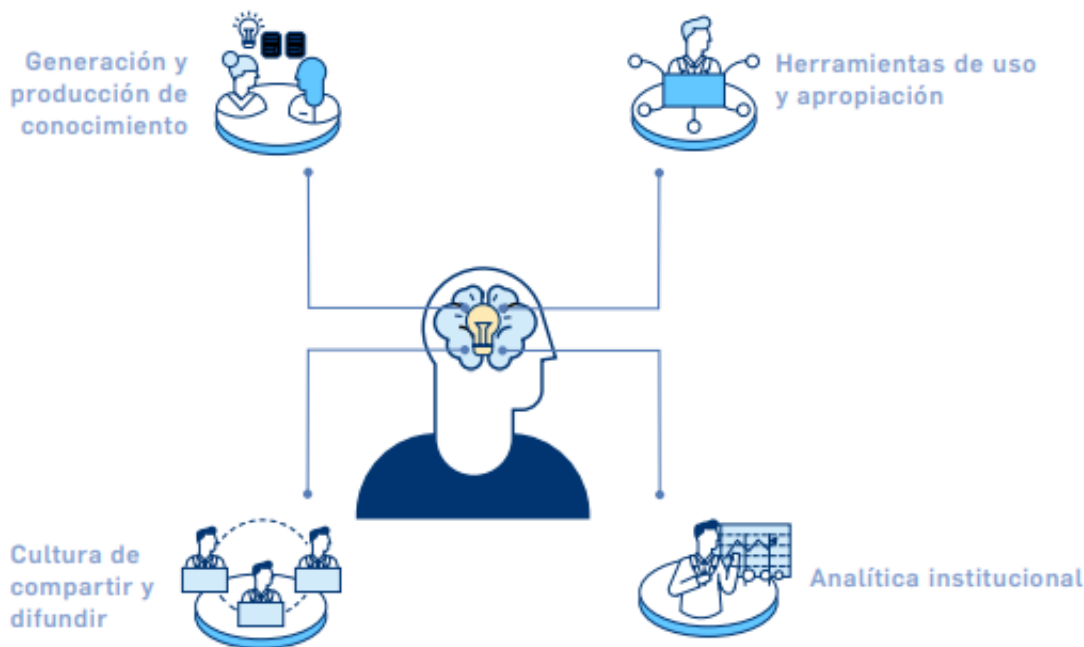 Generación y
producción de
conocimiento
Herramientas de uso
y apropiación
Cultura de
compartir y
difundir
Analítica institucional